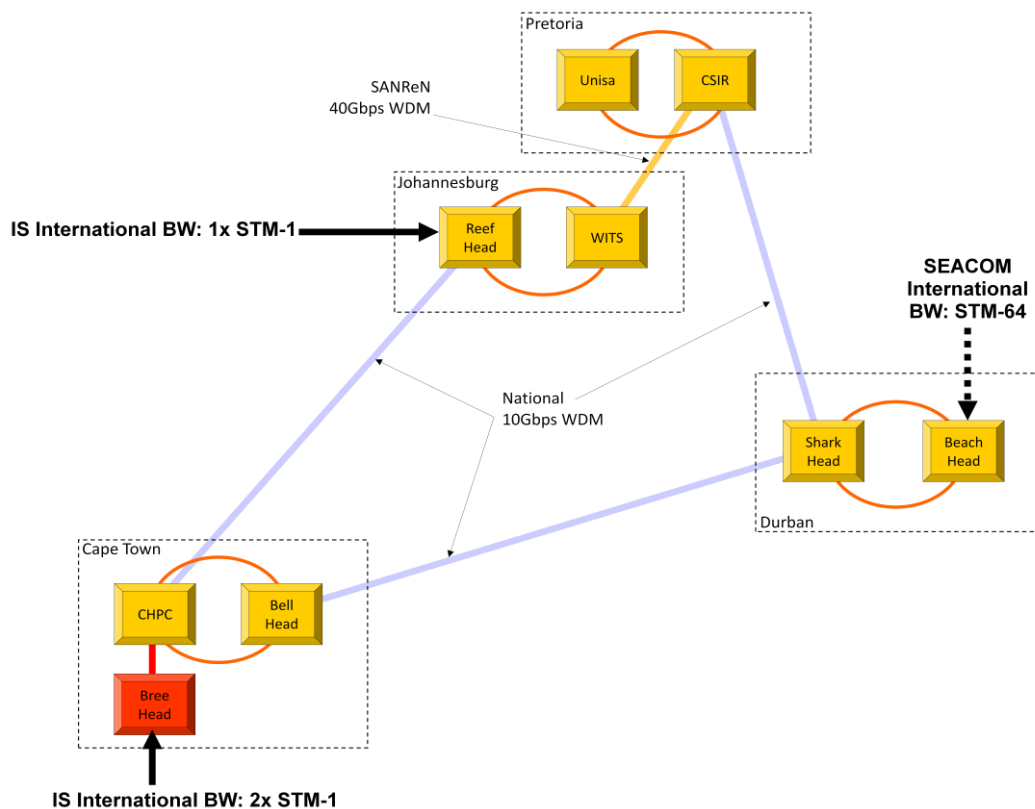 Pretoria
Unisa
CSIR
SANReN
40Gbps WDM
Johannesburg
IS International BW: 1x STM-1
Reef
Head
WITS
SEACOM
International
BW: STM-64
National
10Gbps WDM
Shark
Head
Beach
Head
Durban
Cape Town
CHPC
Bell
Head
Bree
Head
IS International BW: 2x STM-1